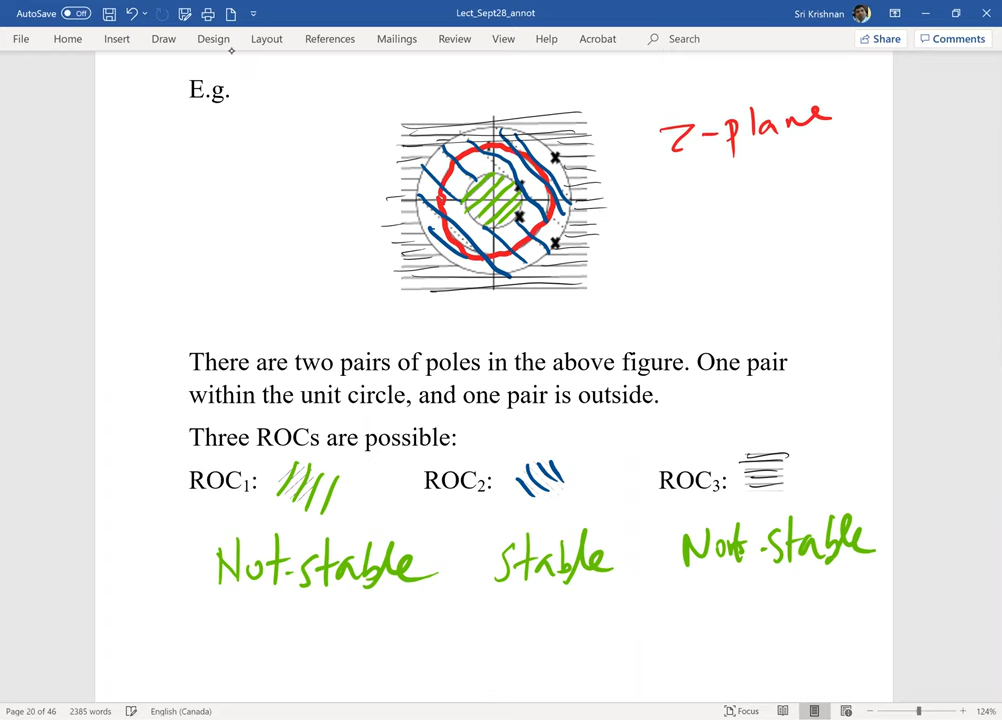 AutoSave Off Lect_Sept28_annot Sri Krishnan
File Home Insert Draw Design Layout References Mailings Review View Help Acrobat Search Share Comments
E.g.
z-plane
There are two pairs of poles in the above figure. One pair
within the unit circle, and one pair is outside.
Three ROCs are possible:
ROC₁: ROC₂: ROC₃:
Not-stable Stable Not-stable
Page 20 of 46 2385 words English (Canada) Focus 124%